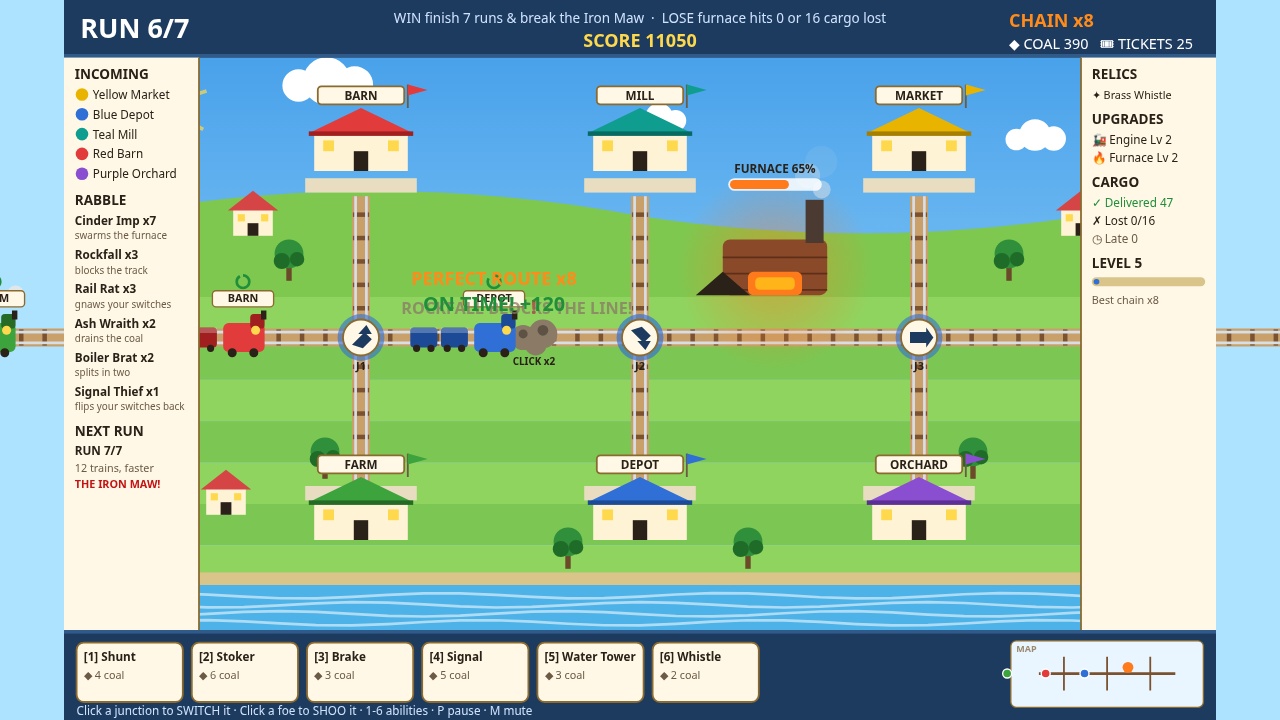 RUN 6/7
WIN finish 7 runs & break the Iron Maw · LOSE furnace hits 0 or 16 cargo lost
SCORE 11050
CHAIN x8
◆ COAL 390 🎟 TICKETS 25
INCOMING
Yellow Market
Blue Depot
Teal Mill
Red Barn
Purple Orchard
RABBLE
Cinder Imp x7
swarms the furnace
Rockfall x3
blocks the track
Rail Rat x3
gnaws your switches
Ash Wraith x2
drains the coal
Boiler Brat x2
splits in two
Signal Thief x1
flips your switches back
NEXT RUN
RUN 7/7
12 trains, faster
THE IRON MAW!
BARN
MILL
MARKET
FURNACE 65%
PERFECT ROUTE x8
M
BARN
DEPOT
ON TIME! +120
ROCKFALL BLOCKS THE LINE!
CLICK x2
J1
J2
J3
FARM
DEPOT
ORCHARD
RELICS
✦ Brass Whistle
UPGRADES
🚂 Engine Lv 2
🔥 Furnace Lv 2
CARGO
✓ Delivered 47
✗ Lost 0/16
◷ Late 0
LEVEL 5
Best chain x8
[1] Shunt
◆ 4 coal
[2] Stoker
◆ 6 coal
[3] Brake
◆ 3 coal
[4] Signal
◆ 5 coal
[5] Water Tower
◆ 3 coal
[6] Whistle
◆ 2 coal
MAP
Click a junction to SWITCH it · Click a foe to SHOO it · 1-6 abilities · P pause · M mute